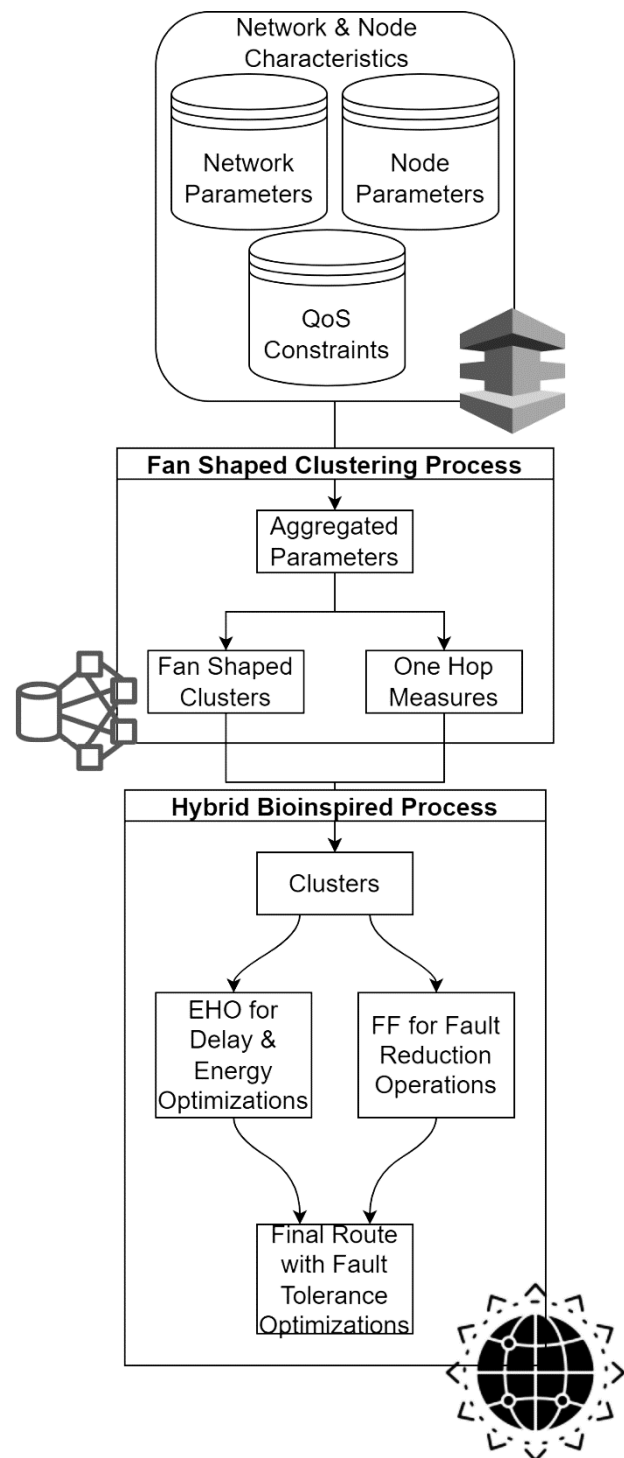 Network & Node
Characteristics
Network
Parameters
Node
Parameters
QoS
Constraints
Fan Shaped Clustering Process
Aggregated
Parameters
Fan Shaped
Clusters
One Hop
Measures
Hybrid Bioinspired Process
Clusters
EHO for
Delay &
Energy
Optimizations
FF for Fault
Reduction
Operations
Final Route
with Fault
Tolerance
Optimizations